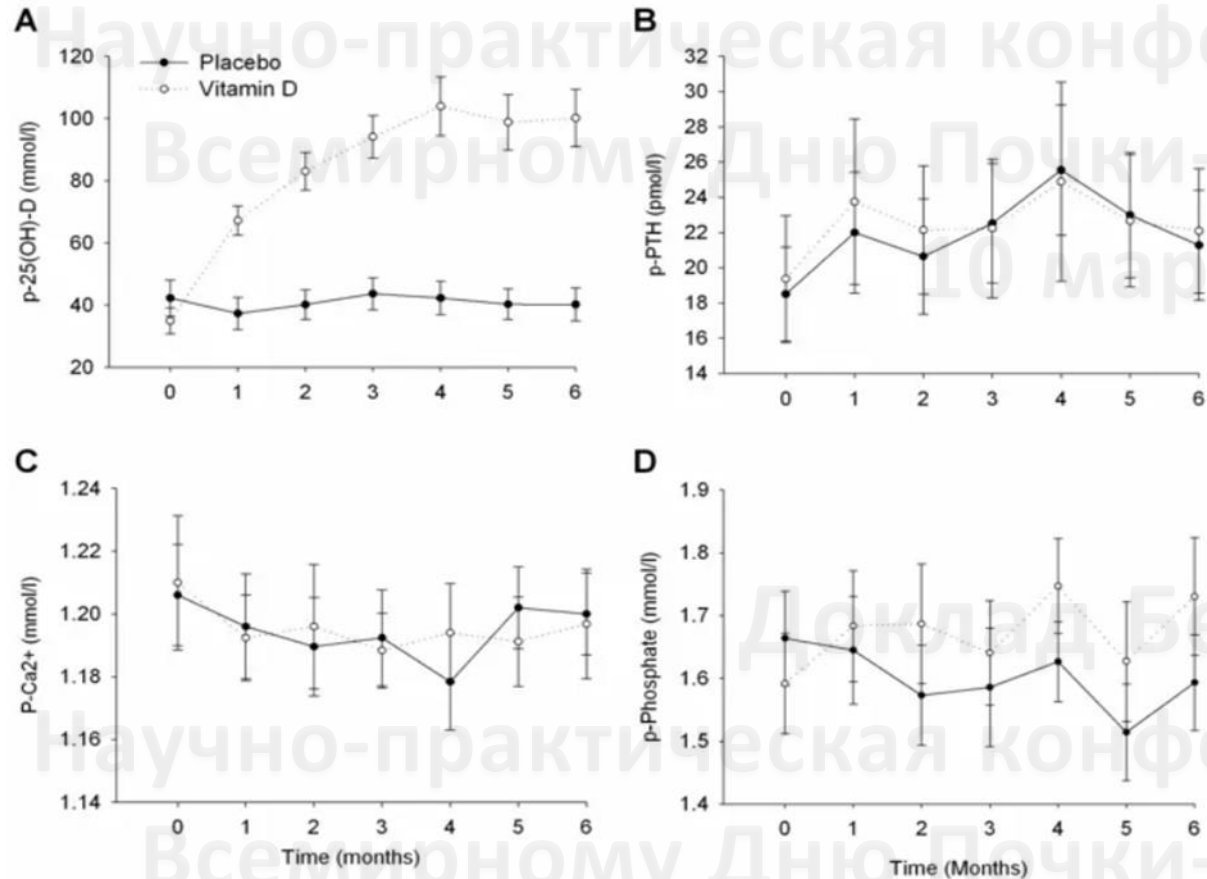 Научно-практическая конфе
Всемирному Дню Почки-
10 мар
A
p-25(OH)-D (mmol/l)
120
100
80
60
40
20
Placebo
Vitamin D
0 1 2 3 4 5 6
B
p-PTH (pmol/l)
32
30
28
26
24
22
20
18
16
14
0 1 2 3 4 5 6
C
P-Ca2+ (mmol/l)
1.24
1.22
1.20
1.18
1.16
1.14
0 1 2 3 4 5 6
Time (months)
D
p-Phosphate (mmol/l)
1.9
1.8
1.7
1.6
1.5
1.4
0 1 2 3 4 5 6
Time (Months)
Доклад Бе
Научно-практическая конфе
Всемирному Дню Почки-